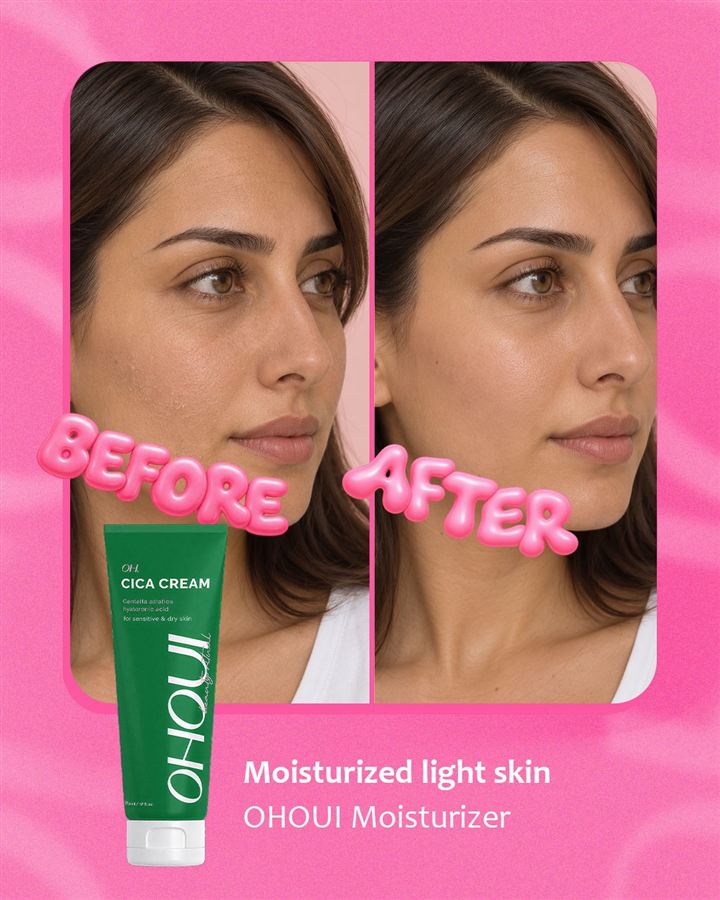 BEFORE
AFTER
OH.
CICA CREAM
Centella asiatica
hyaluronic acid
for sensitive & dry skin
OHOUI
Moisturized light skin
OHOUI Moisturizer